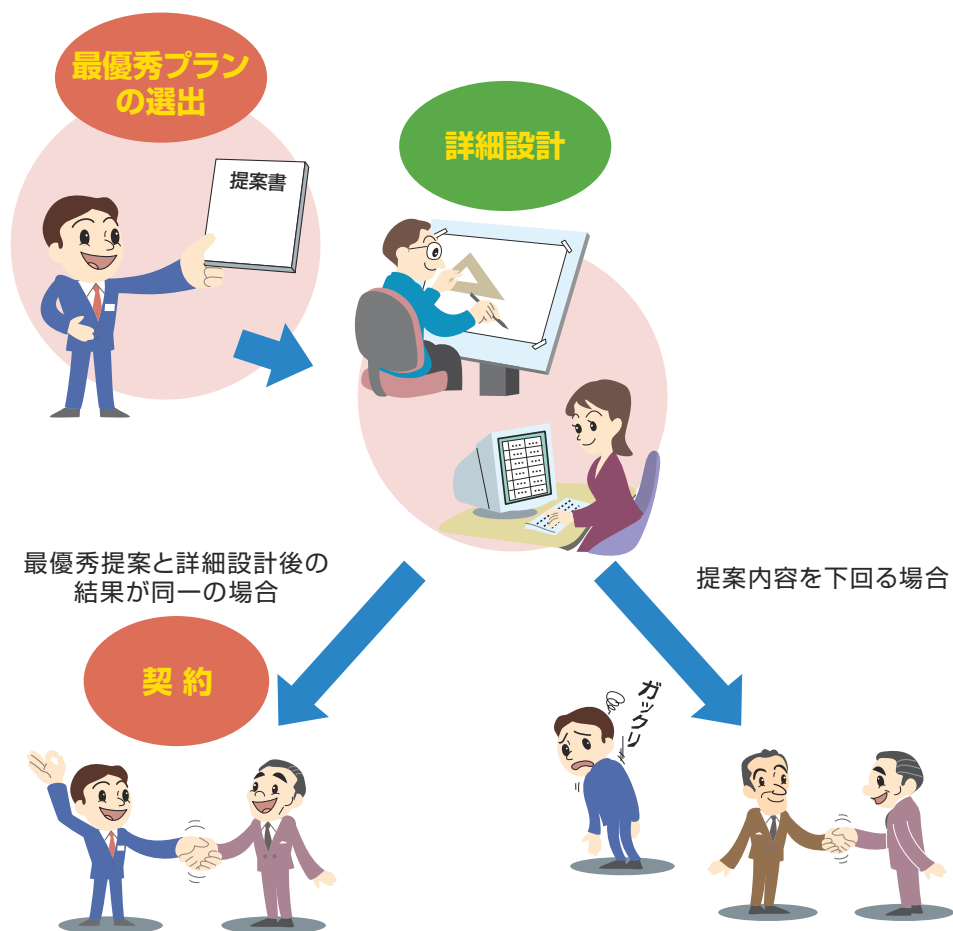 最優秀プラン
の選出
提案書
詳細設計
最優秀提案と詳細設計後の
結果が同一の場合
提案内容を下回る場合
契約
ガックリ